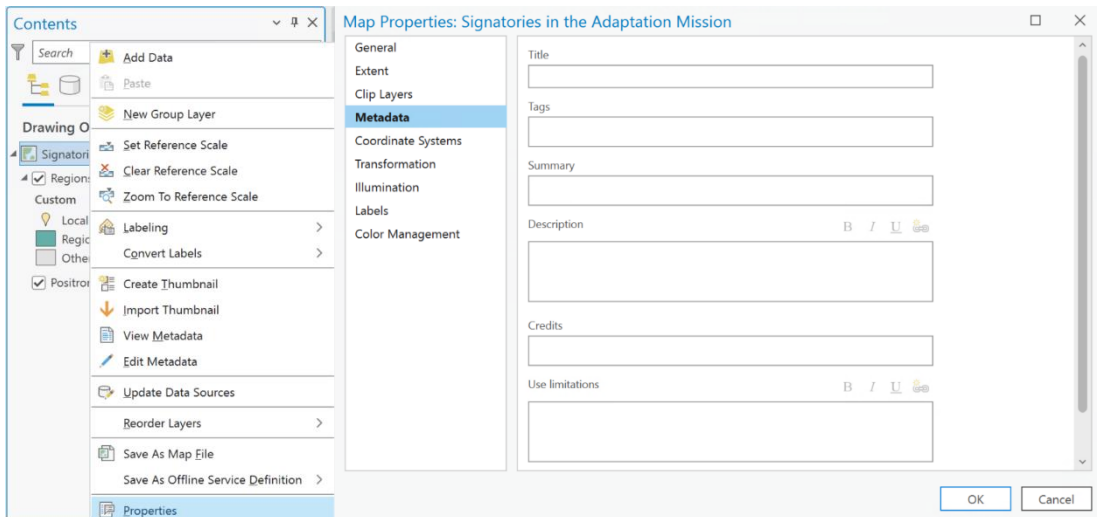 Contents
Search
Drawing O
Signatori
Region
Custom
Local
Regic
Othe
Positror
Add Data
Paste
New Group Layer
Set Reference Scale
Clear Reference Scale
Zoom To Reference Scale
Labeling
Convert Labels
Create Thumbnail
Import Thumbnail
View Metadata
Edit Metadata
Update Data Sources
Reorder Layers
Save As Map File
Save As Offline Service Definition
Properties
Map Properties: Signatories in the Adaptation Mission
General
Extent
Clip Layers
Metadata
Coordinate Systems
Transformation
Illumination
Labels
Color Management
Title
Tags
Summary
Description
B I U
Credits
Use limitations
B I U
OK
Cancel